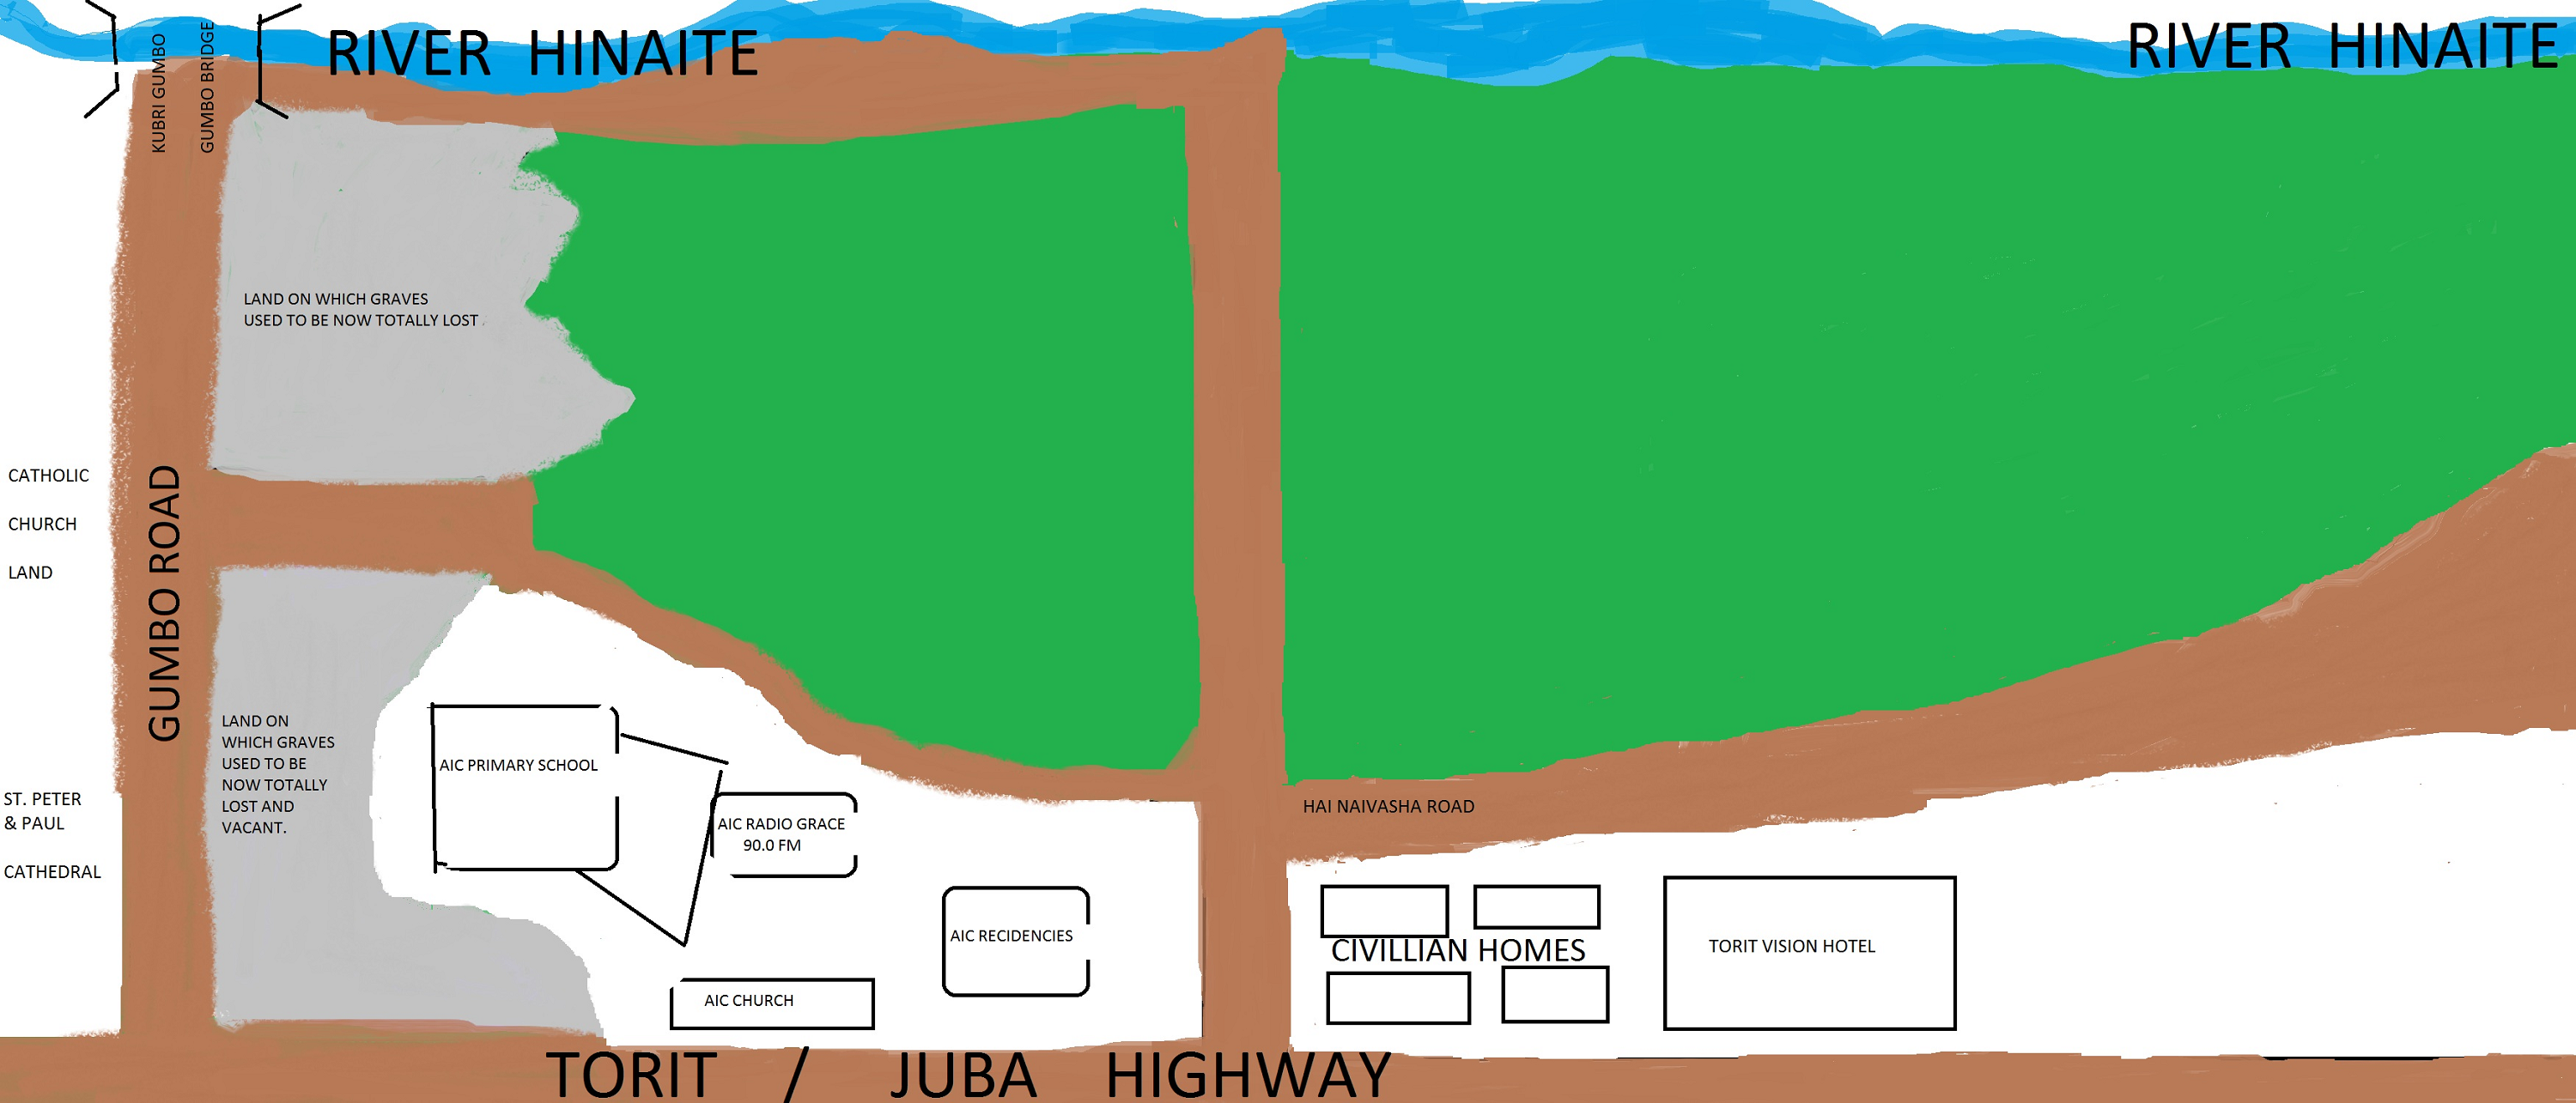 RIVER HINAITE
RIVER HINAITE
KUBRI GUMBO
GUMBO BRIDGE
LAND ON WHICH GRAVES
USED TO BE NOW TOTALLY LOST .
CATHOLIC
CHURCH
LAND
GUMBO ROAD
LAND ON
WHICH GRAVES
USED TO BE
NOW TOTALLY
LOST AND
VACANT.
ST. PETER
& PAUL
CATHEDRAL
AIC PRIMARY SCHOOL
AIC RADIO GRACE
90.0 FM
AIC RECIDENCIES
AIC CHURCH
HAI NAIVASHA ROAD
CIVILLIAN HOMES
TORIT VISION HOTEL
TORIT / JUBA HIGHWAY